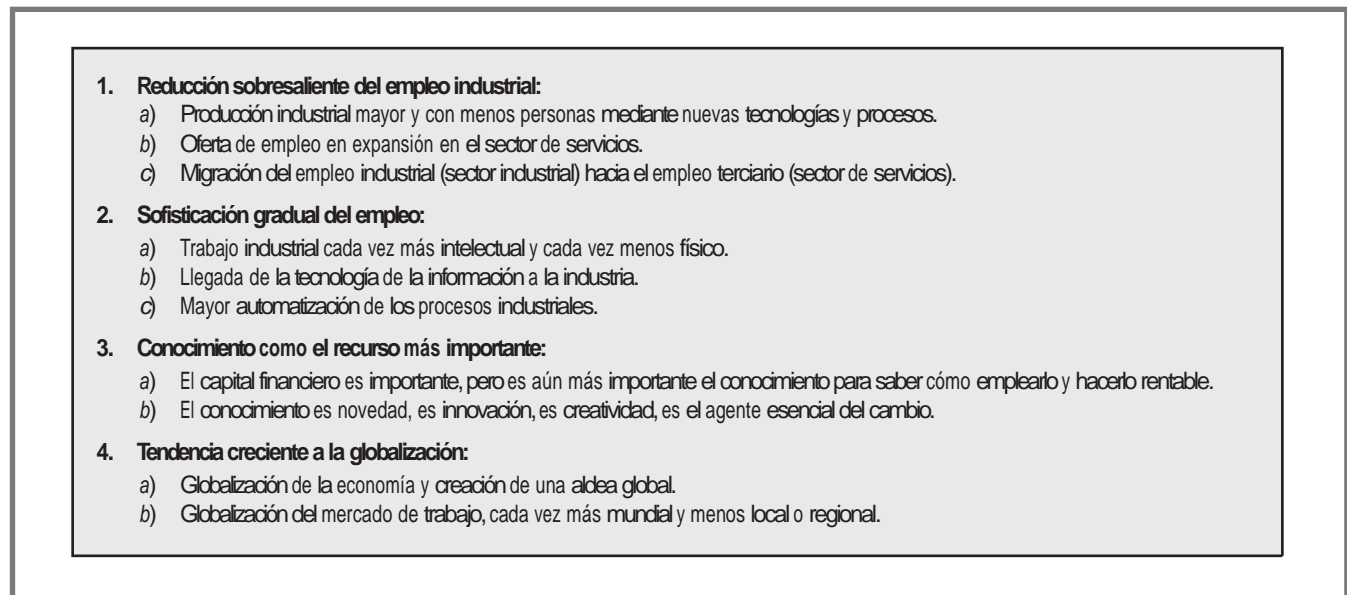 1. Reducción sobresaliente del empleo industrial:
a) Producción industrial mayor y con menos personas mediante nuevas tecnologías y procesos.
b) Oferta de empleo en expansión en el sector de servicios.
c) Migración del empleo industrial (sector industrial) hacia el empleo terciario (sector de servicios).
2. Sofisticación gradual del empleo:
a) Trabajo industrial cada vez más intelectual y cada vez menos físico.
b) Llegada de la tecnología de la información a la industria.
c) Mayor automatización de los procesos industriales.
3. Conocimiento como el recurso más importante:
a) El capital financiero es importante, pero es aún más importante el conocimiento para saber cómo emplearlo y hacerlo rentable.
b) El conocimiento es novedad, es innovación, es creatividad, es el agente esencial del cambio.
4. Tendencia creciente a la globalización:
a) Globalización de la economía y creación de una aldea global.
b) Globalización del mercado de trabajo, cada vez más mundial y menos local o regional.